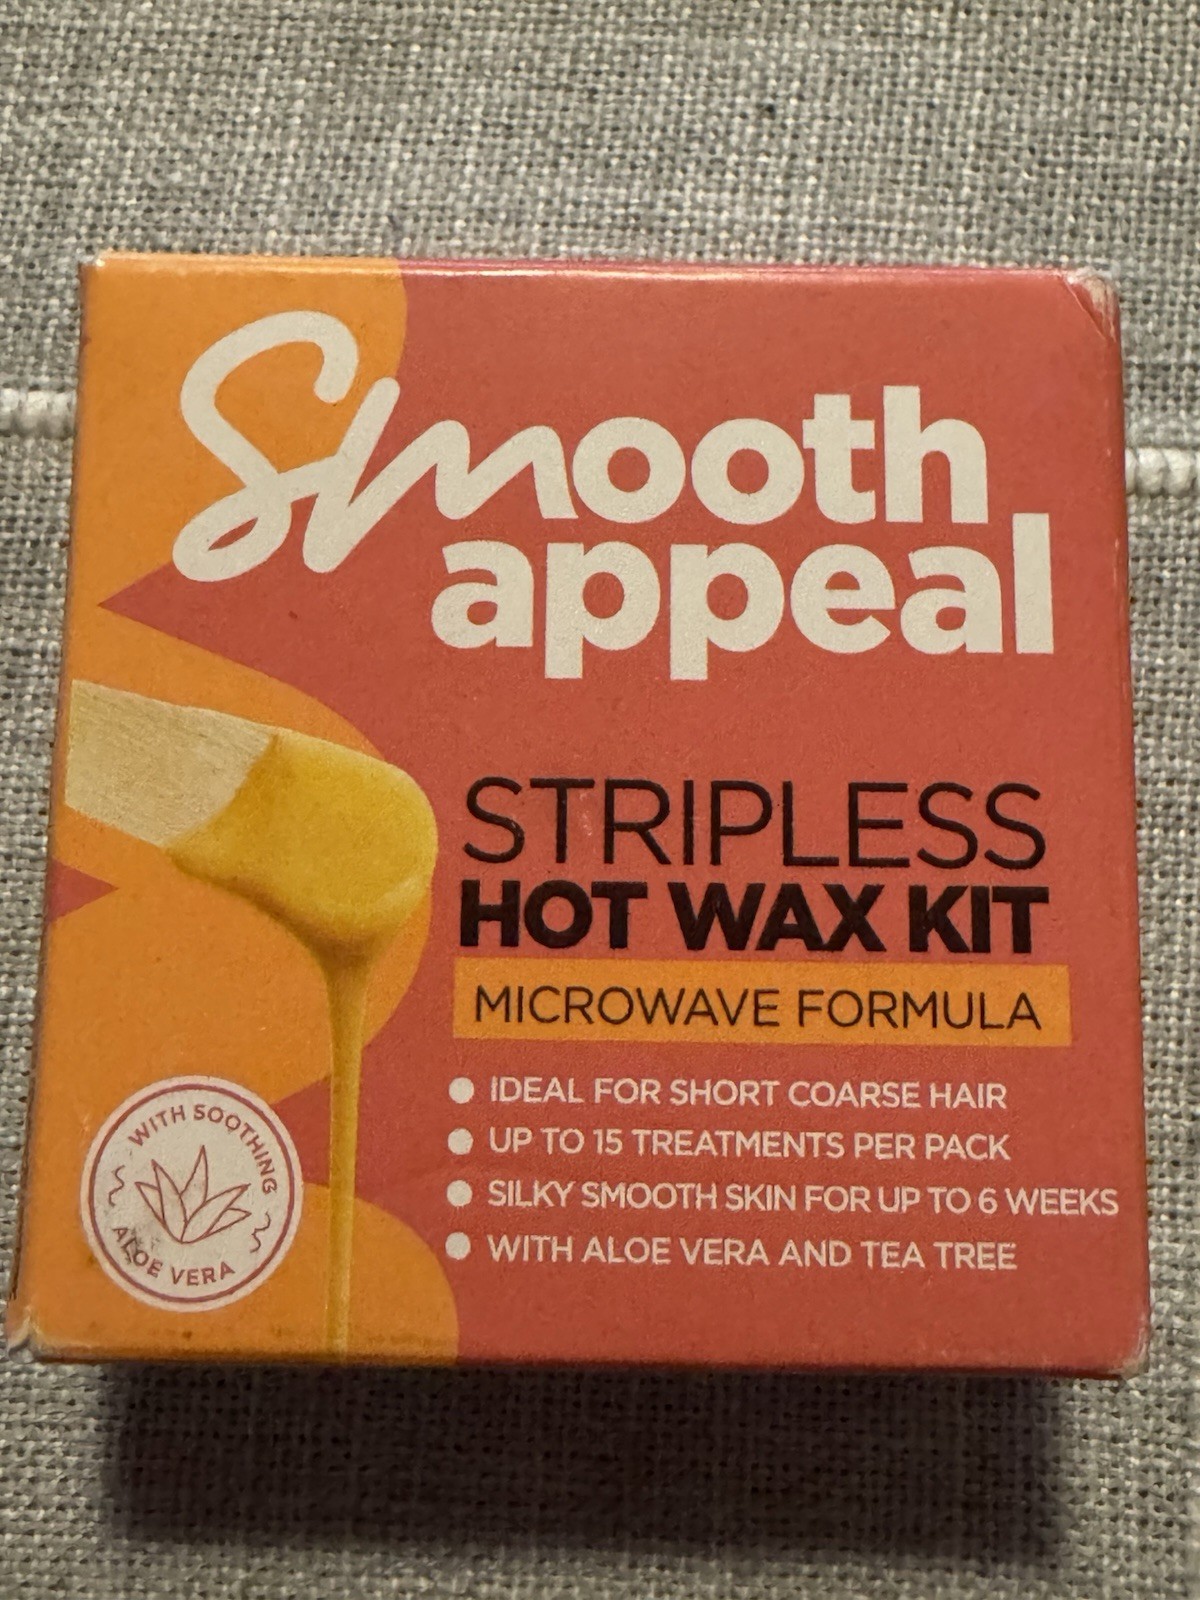 Smooth
appeal
STRIPLESS
HOT WAX KIT
MICROWAVE FORMULA
IDEAL FOR SHORT COARSE HAIR
UP TO 15 TREATMENTS PER PACK
SILKY SMOOTH SKIN FOR UP TO 6 WEEKS
WITH ALOE VERA AND TEA TREE
WITH SOOTHING
ALOE VERA